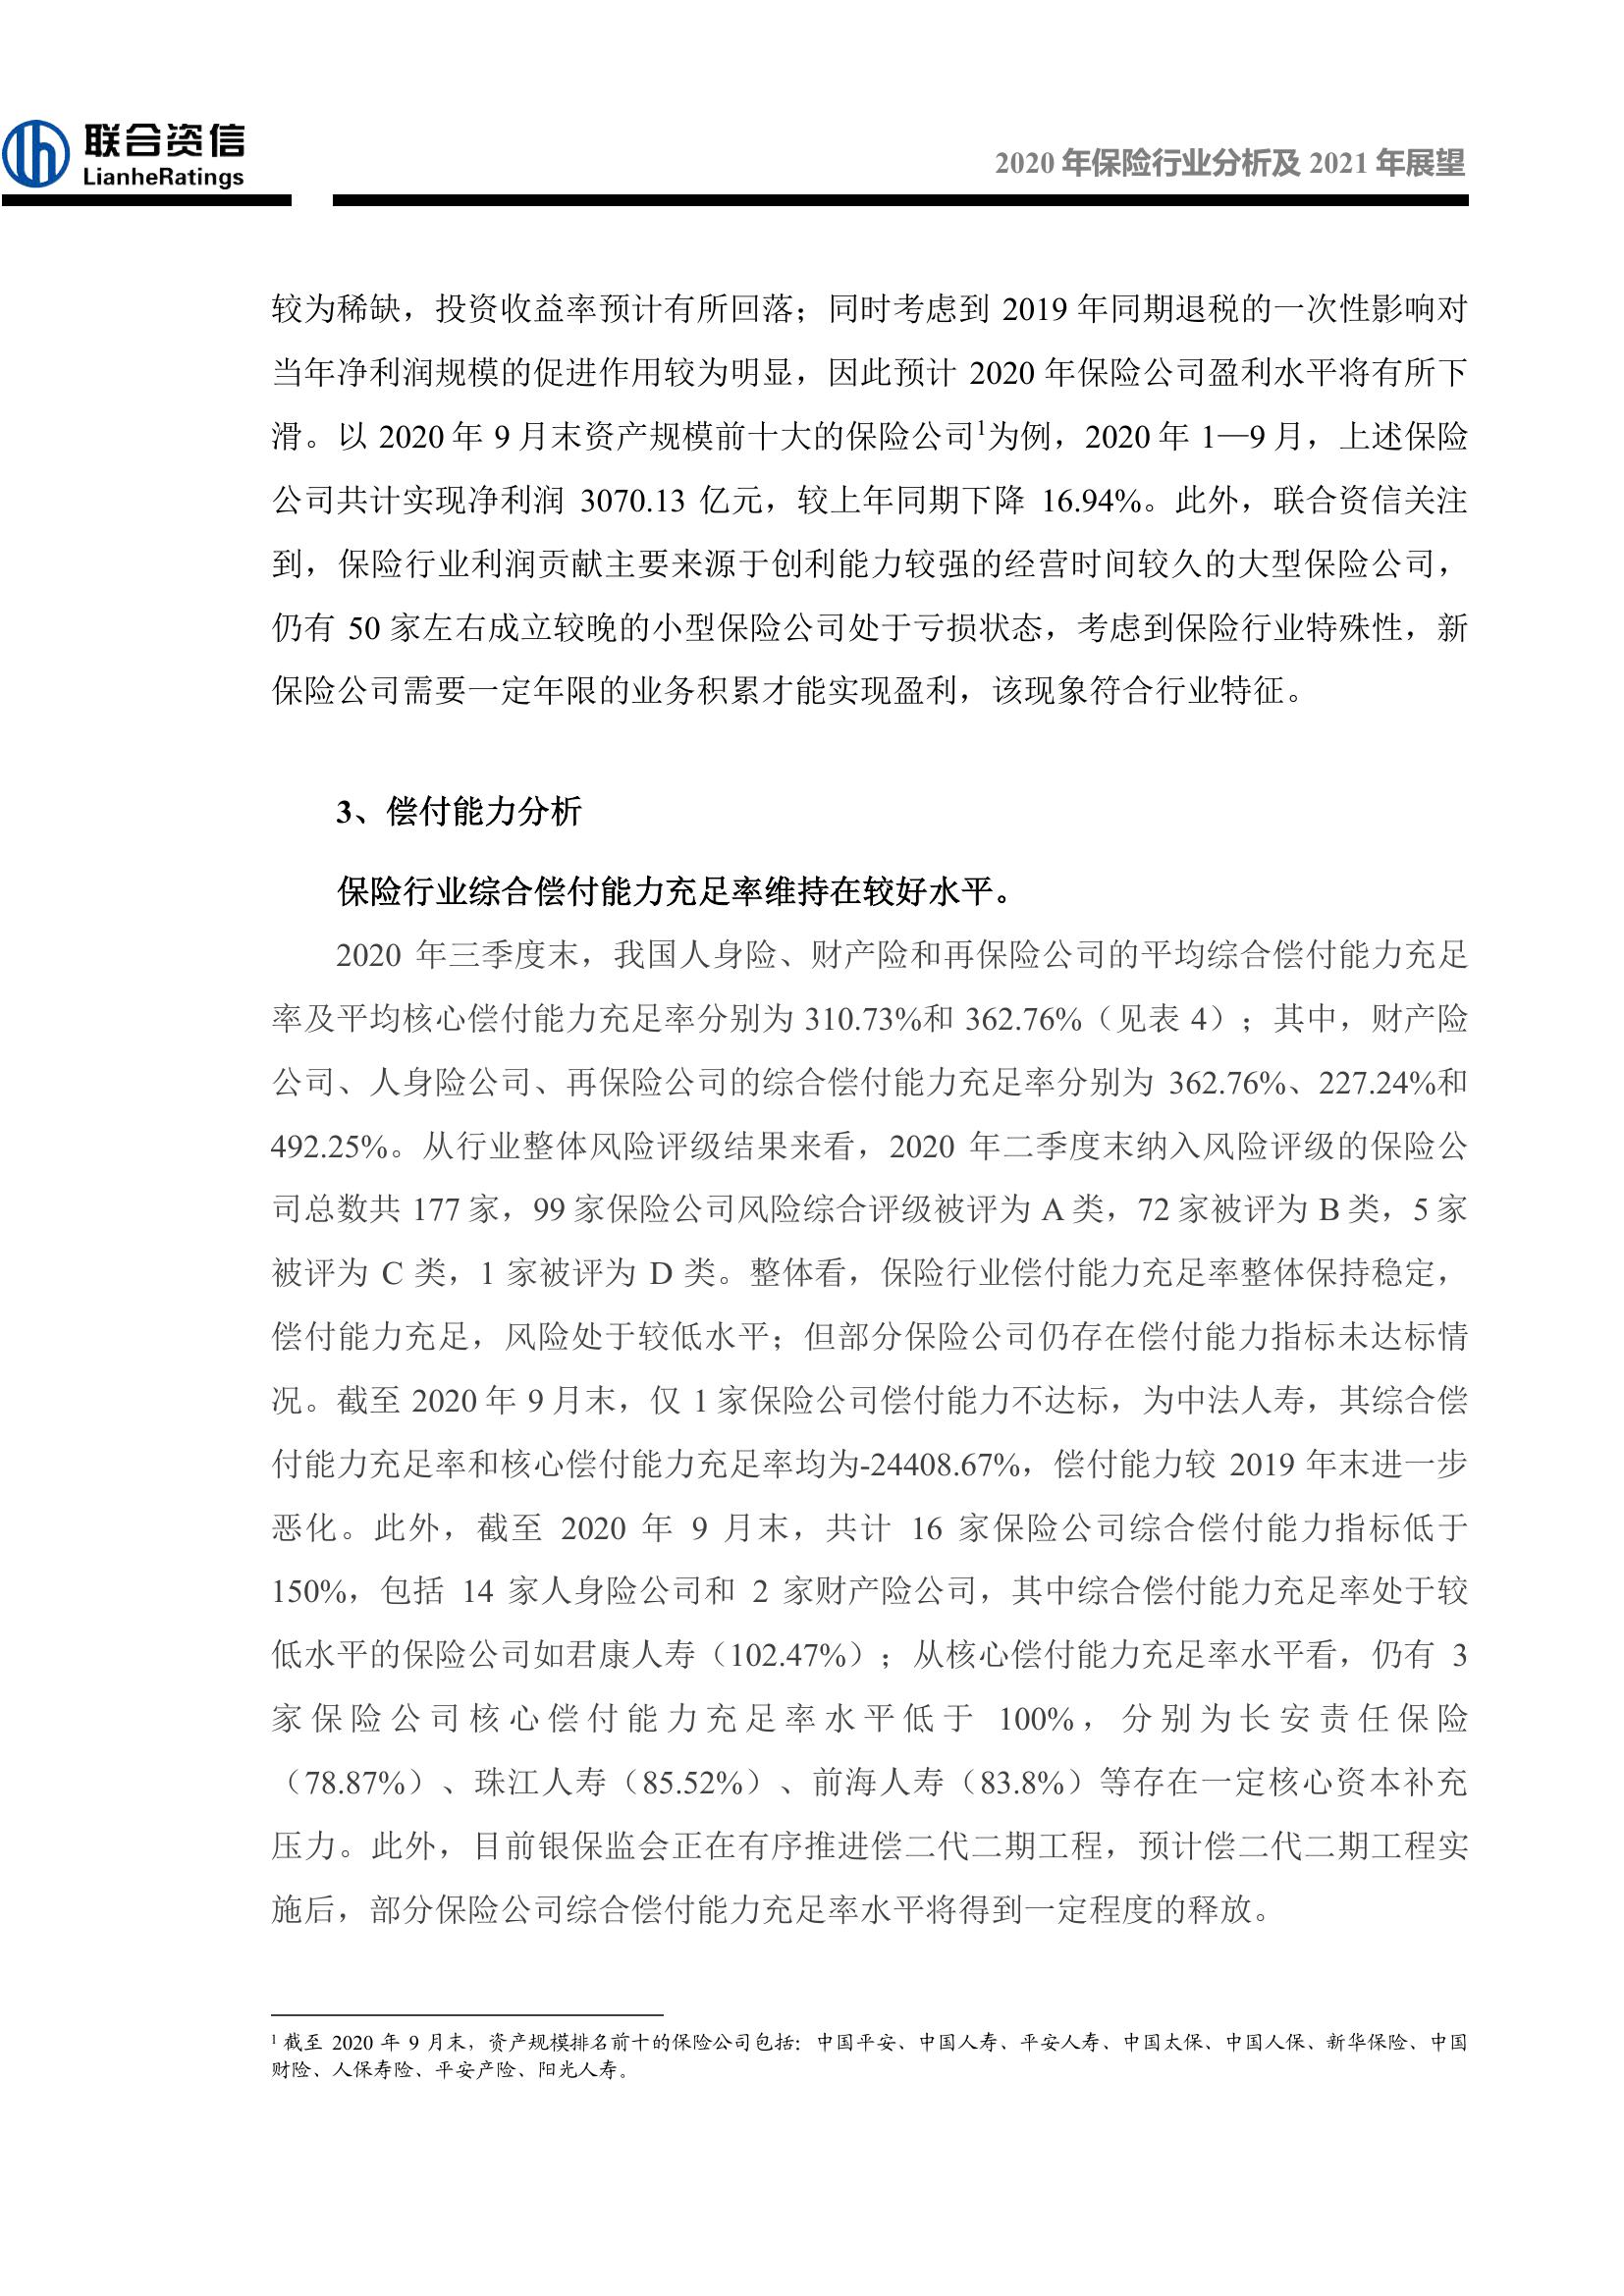 联合资信
LianheRatings
2020 年保险行业分析及 2021 年展望
较为稀缺，投资收益率预计有所回落；同时考虑到 2019 年同期退税的一次性影响对
当年净利润规模的促进作用较为明显，因此预计 2020 年保险公司盈利水平将有所下
滑。以 2020 年 9 月末资产规模前十大的保险公司1为例，2020 年 1—9 月，上述保险
公司共计实现净利润 3070.13 亿元，较上年同期下降 16.94%。此外，联合资信关注
到，保险行业利润贡献主要来源于创利能力较强的经营时间较久的大型保险公司，
仍有 50 家左右成立较晚的小型保险公司处于亏损状态，考虑到保险行业特殊性，新
保险公司需要一定年限的业务积累才能实现盈利，该现象符合行业特征。
3、偿付能力分析
保险行业综合偿付能力充足率维持在较好水平。
2020 年三季度末，我国人身险、财产险和再保险公司的平均综合偿付能力充足
率及平均核心偿付能力充足率分别为 310.73%和 362.76%（见表 4）；其中，财产险
公司、人身险公司、再保险公司的综合偿付能力充足率分别为 362.76%、227.24%和
492.25%。从行业整体风险评级结果来看，2020 年二季度末纳入风险评级的保险公
司总数共 177 家，99 家保险公司风险综合评级被评为 A 类，72 家被评为 B 类，5 家
被评为 C 类，1 家被评为 D 类。整体看，保险行业偿付能力充足率整体保持稳定，
偿付能力充足，风险处于较低水平；但部分保险公司仍存在偿付能力指标未达标情
况。截至 2020 年 9 月末，仅 1 家保险公司偿付能力不达标，为中法人寿，其综合偿
付能力充足率和核心偿付能力充足率均为-24408.67%，偿付能力较 2019 年末进一步
恶化。此外，截至 2020 年 9 月末，共计 16 家保险公司综合偿付能力指标低于
150%，包括 14 家人身险公司和 2 家财产险公司，其中综合偿付能力充足率处于较
低水平的保险公司如君康人寿（102.47%）；从核心偿付能力充足率水平看，仍有 3
家保险公司核心偿付能力充足率水平低于 100%，分别为长安责任保险
（78.87%）、珠江人寿（85.52%）、前海人寿（83.8%）等存在一定核心资本补充
压力。此外，目前银保监会正在有序推进偿二代二期工程，预计偿二代二期工程实
施后，部分保险公司综合偿付能力充足率水平将得到一定程度的释放。
1 截至 2020 年 9 月末，资产规模排名前十的保险公司包括：中国平安、中国人寿、平安人寿、中国太保、中国人保、新华保险、中国
财险、人保寿险、平安产险、阳光人寿。